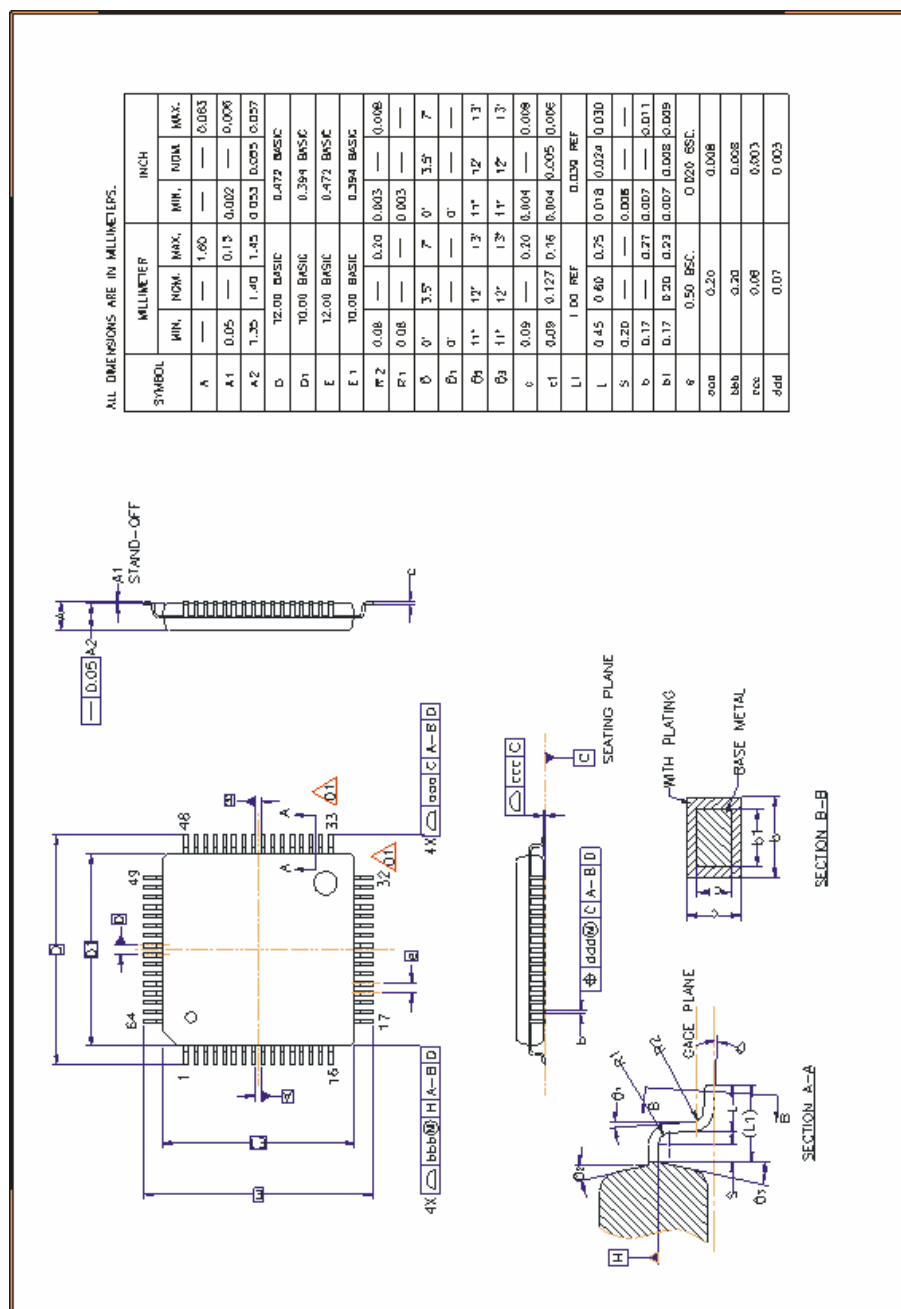 ALL DIMENSIONS ARE IN MILLIMETERS.
SYMBOL MILLIMETER INCH
MIN. NOM. MAX. MIN. NOM. MAX.
A — — 1.60 — — 0.063
A1 0.05 — 0.15 0.002 — 0.006
A2 1.35 1.40 1.45 0.053 0.055 0.057
D 12.00 BASIC 0.472 BASIC
D1 10.00 BASIC 0.394 BASIC
E 12.00 BASIC 0.472 BASIC
E1 10.00 BASIC 0.394 BASIC
R2 0.08 — 0.20 0.003 — 0.008
R1 0.08 — — 0.003 — —
θ 0° 3.5° 7° 0° 3.5° 7°
θ1 0° — — 0° — —
θ2 11° 12° 13° 11° 12° 13°
θ3 11° 12° 13° 11° 12° 13°
c 0.09 — 0.20 0.004 — 0.008
c1 0.09 0.127 0.16 0.004 0.005 0.006
L1 1.00 REF 0.039 REF
L 0.45 0.60 0.75 0.018 0.024 0.030
S 0.20 — — 0.008 — —
b 0.17 — 0.27 0.007 — 0.011
b1 0.17 0.20 0.23 0.007 0.008 0.009
e 0.50 BSC. 0.020 BSC.
aaa 0.20 0.008
bbb 0.20 0.008
ccc 0.08 0.003
ddd 0.07 0.003
— 0.05
A2
A
A1
STAND-OFF
c
D
D1
D
64
49
1
48
16
33
17
32
E
E1
A
B
e
A
A
01
01
4X aaa C A-B D
4X bbb Ⓜ H A-B D
ccc C
C
SEATING PLANE
ddd Ⓜ C A-B D
b
H
θ2
θ1
R1
R2
B
B
GAGE PLANE
θ
L
(L1)
S
θ3
SECTION A-A
WITH PLATING
BASE METAL
b1
b
SECTION B-B